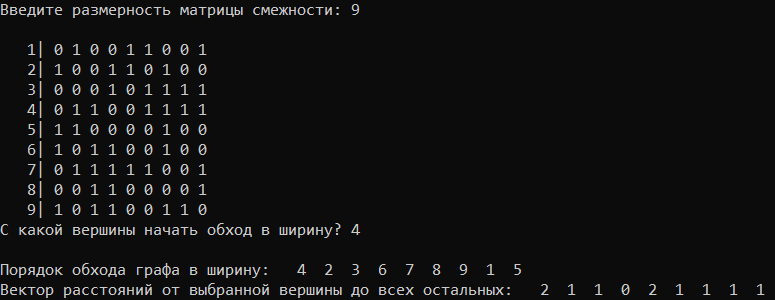 Введите размерность матрицы смежности: 9
1| 0 1 0 0 1 1 0 0 1
2| 1 0 0 1 1 0 1 0 0
3| 0 0 0 1 0 1 1 1 1
4| 0 1 1 0 0 1 1 1 1
5| 1 1 0 0 0 0 1 0 0
6| 1 0 1 1 0 0 1 0 0
7| 0 1 1 1 1 1 0 0 1
8| 0 0 1 1 0 0 0 0 1
9| 1 0 1 1 0 0 1 1 0
С какой вершины начать обход в ширину? 4
Порядок обхода графа в ширину: 4 2 3 6 7 8 9 1 5
Вектор расстояний от выбранной вершины до всех остальных: 2 1 1 0 2 1 1 1 1